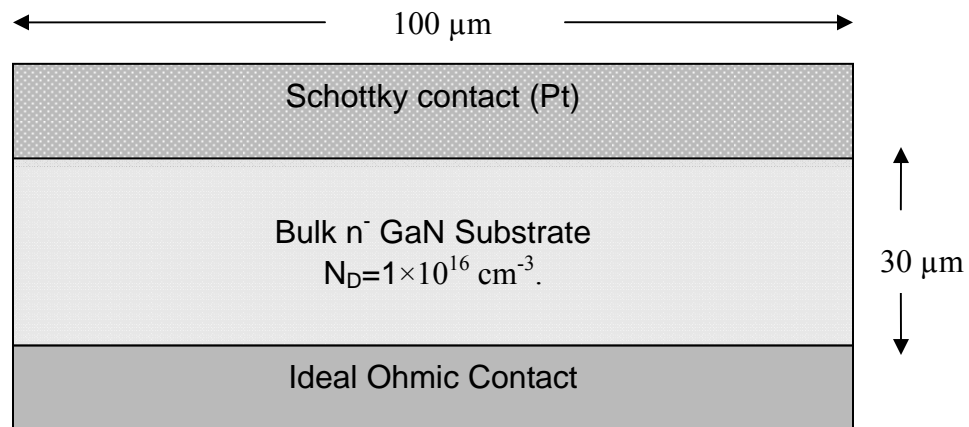 100 µm
Schottky contact (Pt)
Bulk n⁻ GaN Substrate
N_D=1×10¹⁶ cm⁻³.
30 µm
Ideal Ohmic Contact